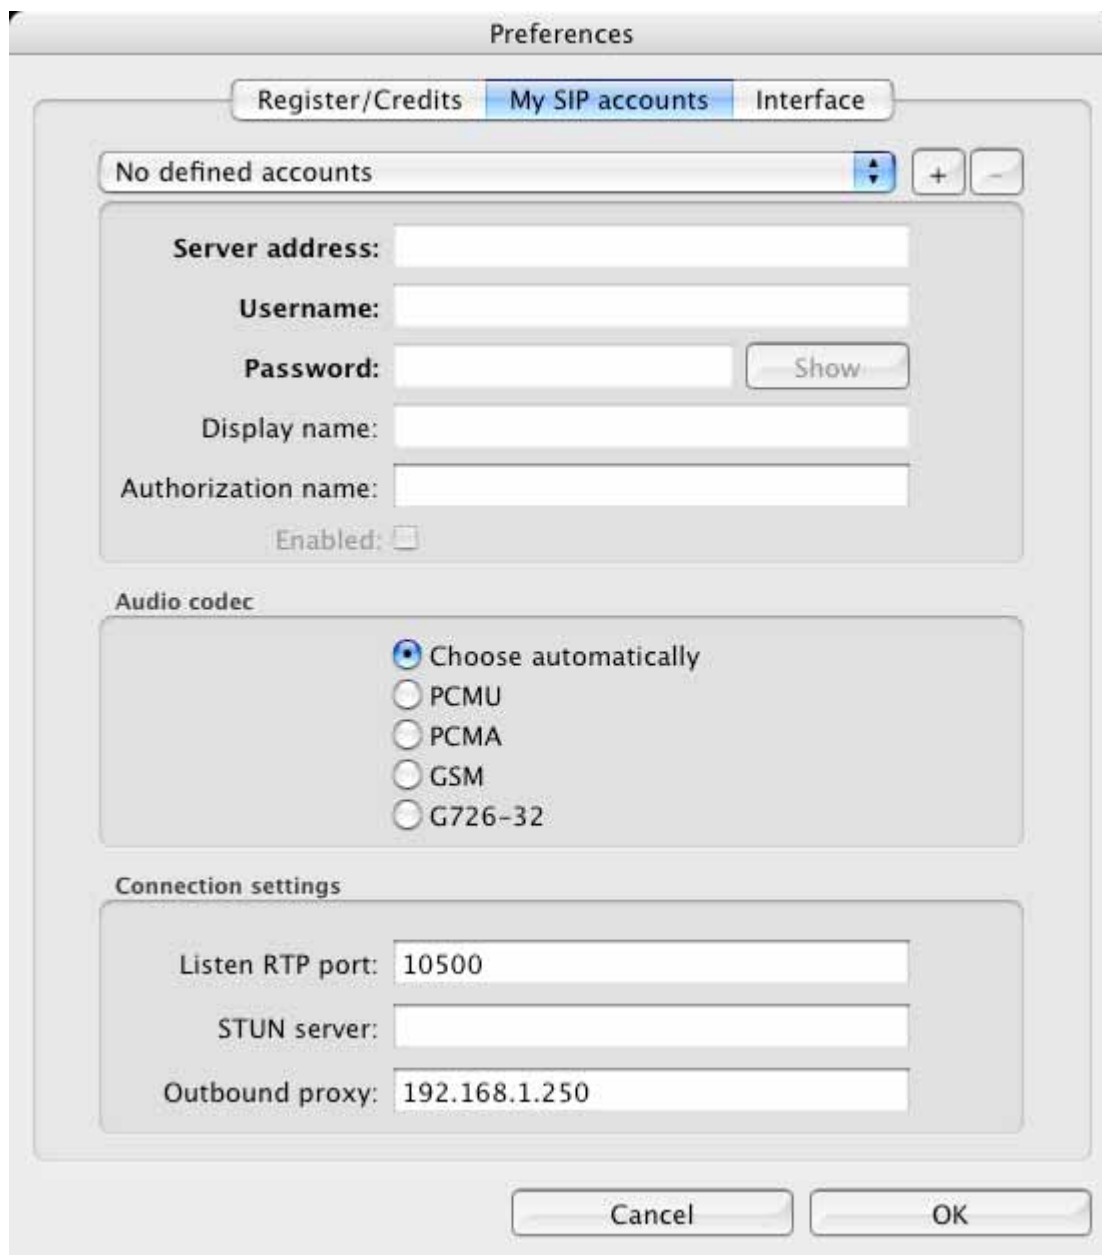 Preferences
Register/Credits My SIP accounts Interface
No defined accounts + -
Server address:
Username:
Password: Show
Display name:
Authorization name:
Enabled:
Audio codec
Choose automatically
PCMU
PCMA
GSM
G726-32
Connection settings
Listen RTP port: 10500
STUN server:
Outbound proxy: 192.168.1.250
Cancel OK